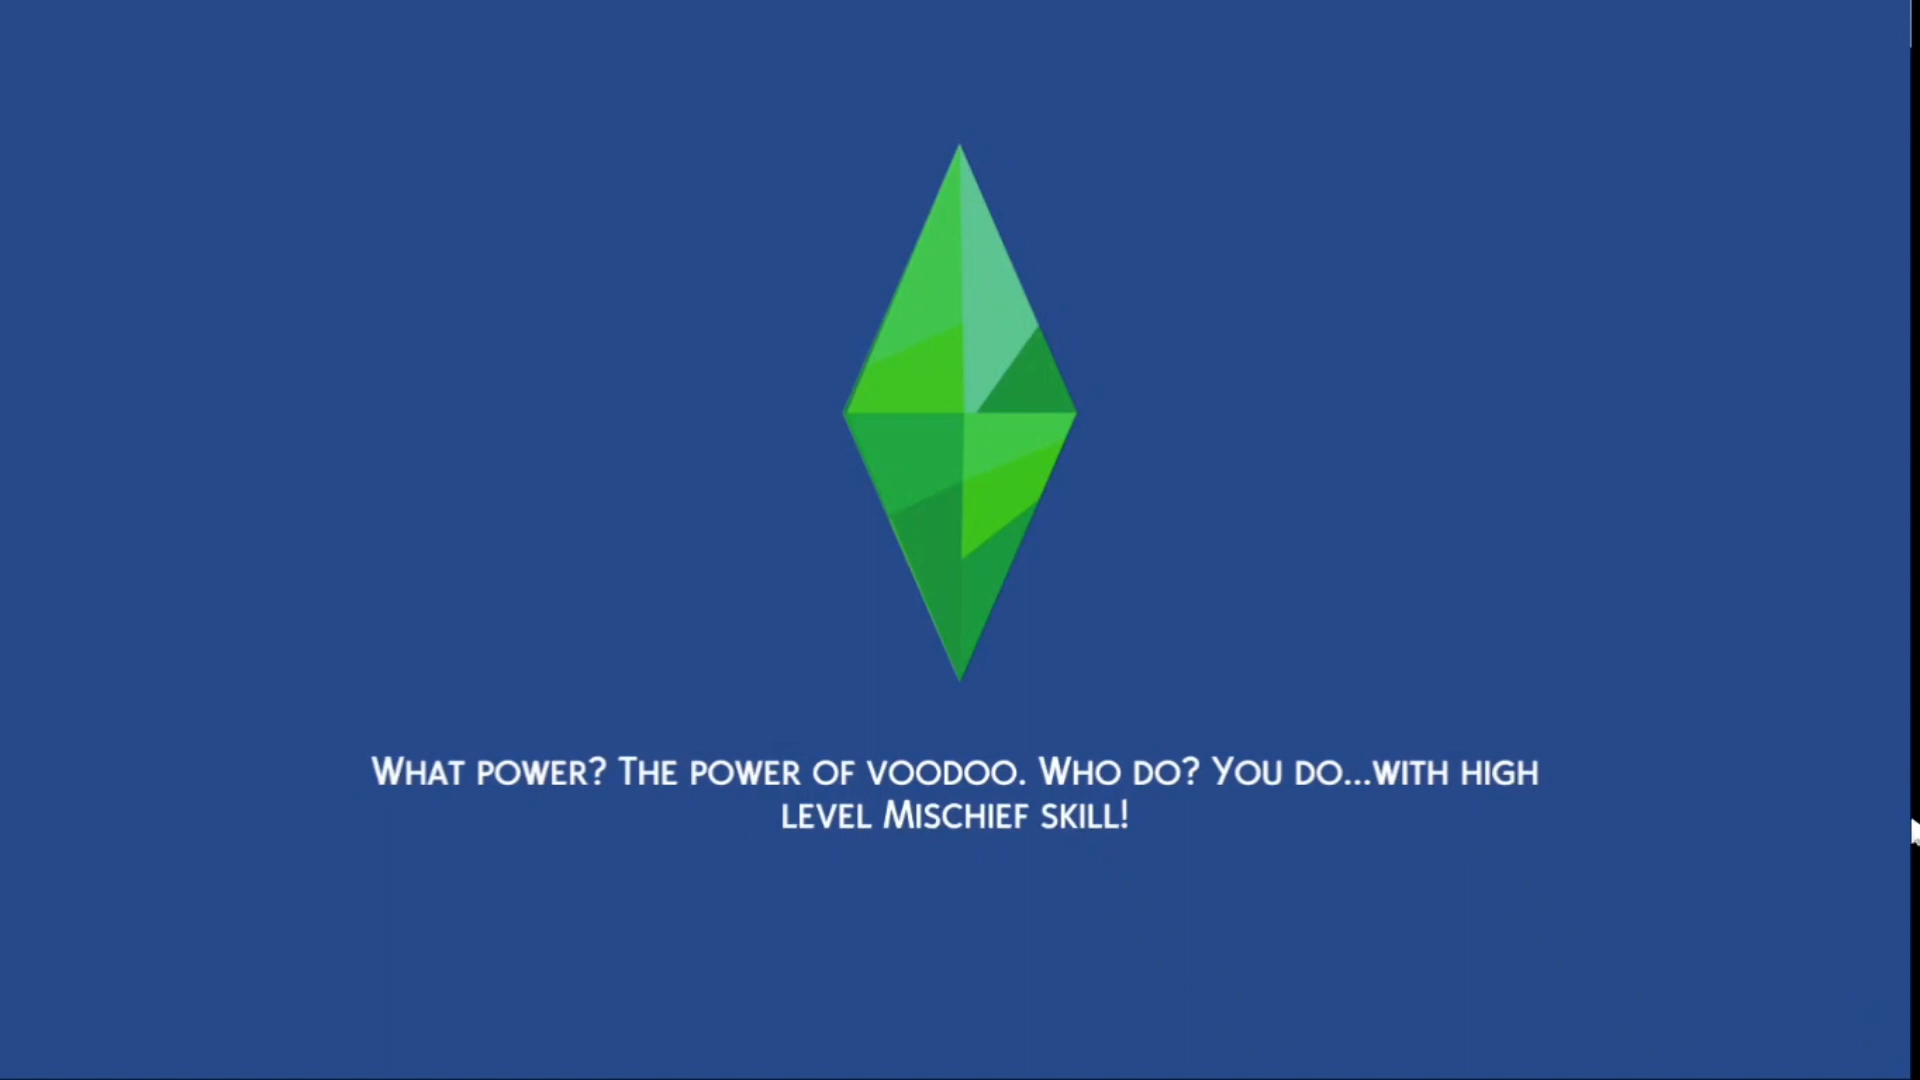 What power? The power of voodoo. Who do? You do...with high
level Mischief skill!